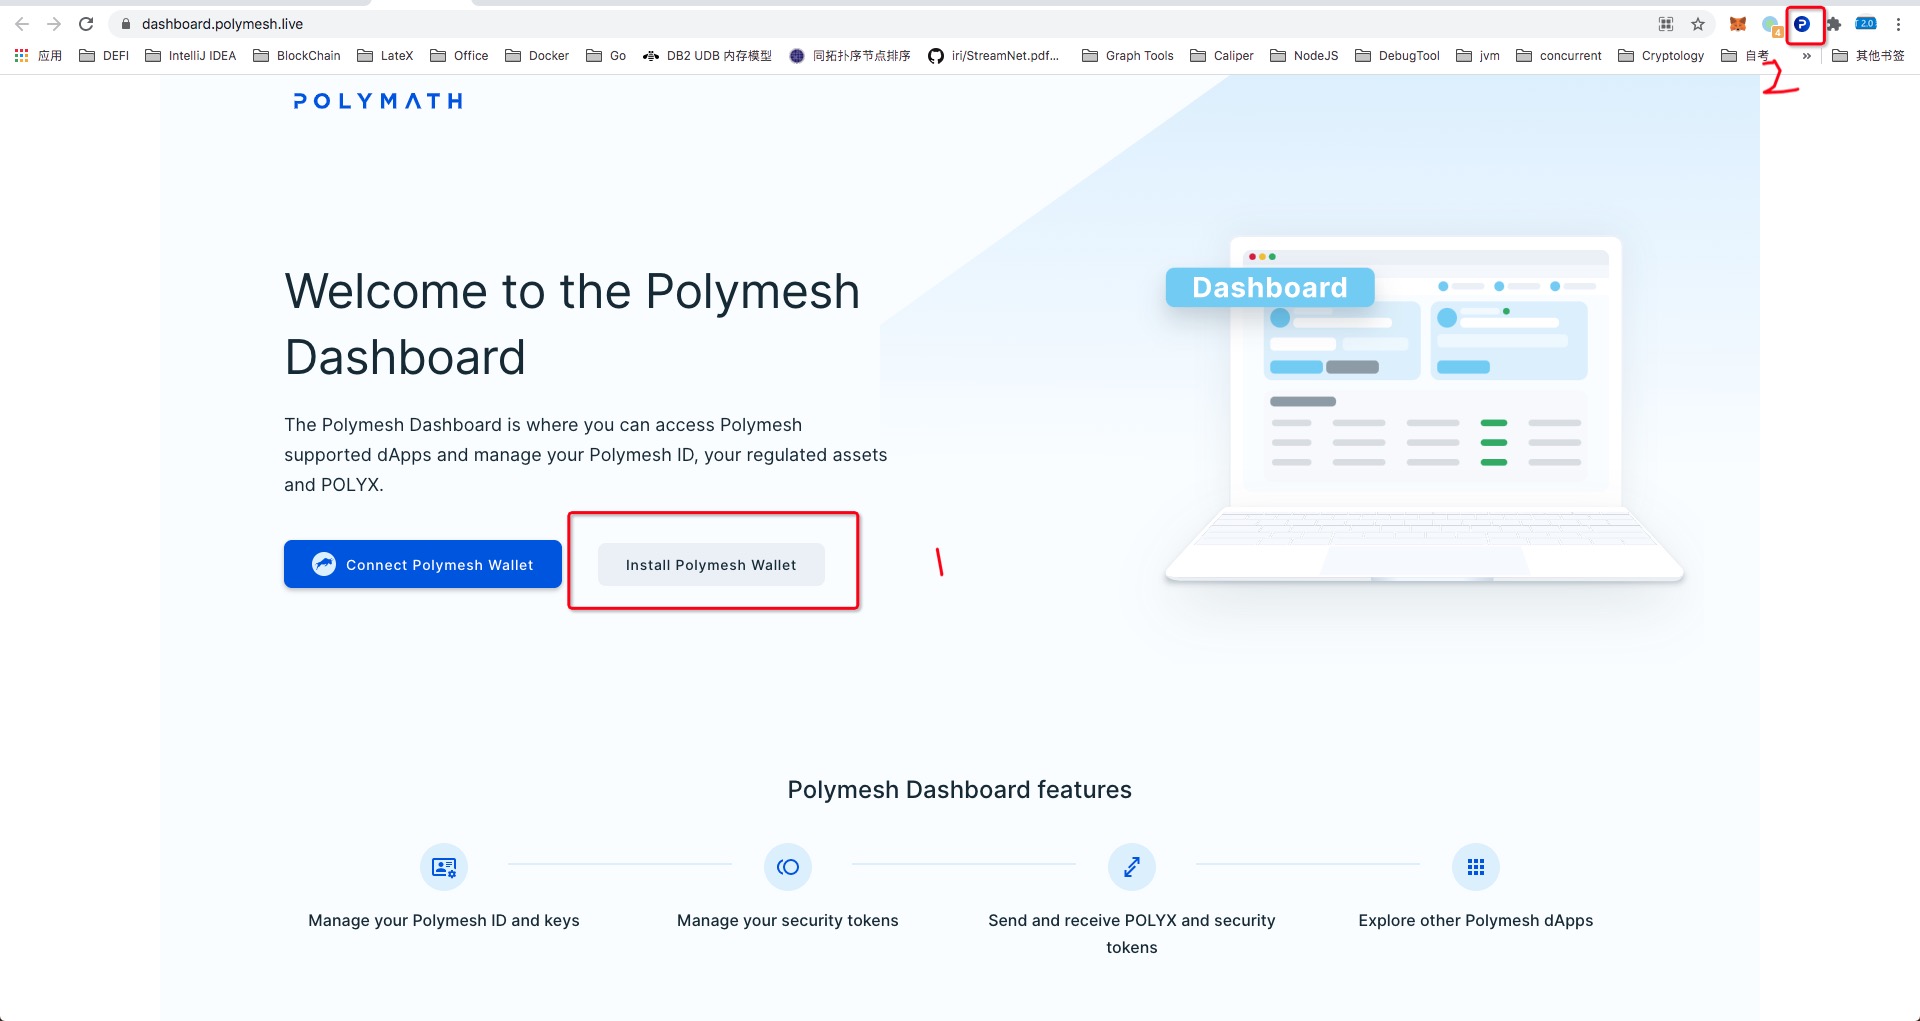 dashboard.polymesh.live
4
2.0
应用
DEFI
IntelliJ IDEA
BlockChain
LateX
Office
Docker
Go
DB2 UDB 内存模型
同拓扑序节点排序
iri/StreamNet.pdf...
Graph Tools
Caliper
NodeJS
DebugTool
jvm
concurrent
Cryptology
自考
»
其他书签
2
POLYMATH
Welcome to the Polymesh
Dashboard
The Polymesh Dashboard is where you can access Polymesh
supported dApps and manage your Polymesh ID, your regulated assets
and POLYX.
Connect Polymesh Wallet
Install Polymesh Wallet
1
Dashboard
Polymesh Dashboard features
Manage your Polymesh ID and keys
Manage your security tokens
Send and receive POLYX and security
tokens
Explore other Polymesh dApps